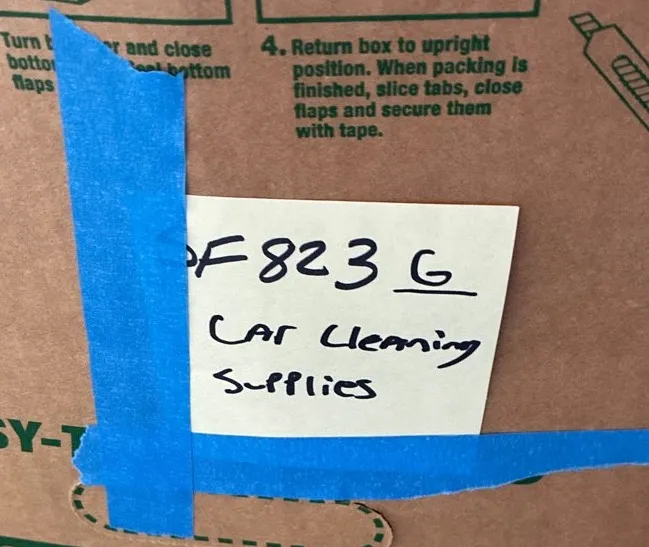 Turn and close
bottom
flaps
4. Return box to upright
position. When packing is
finished, slice tabs, close
flaps and secure them
with tape.
F823 G
Car Cleaning
Supplies